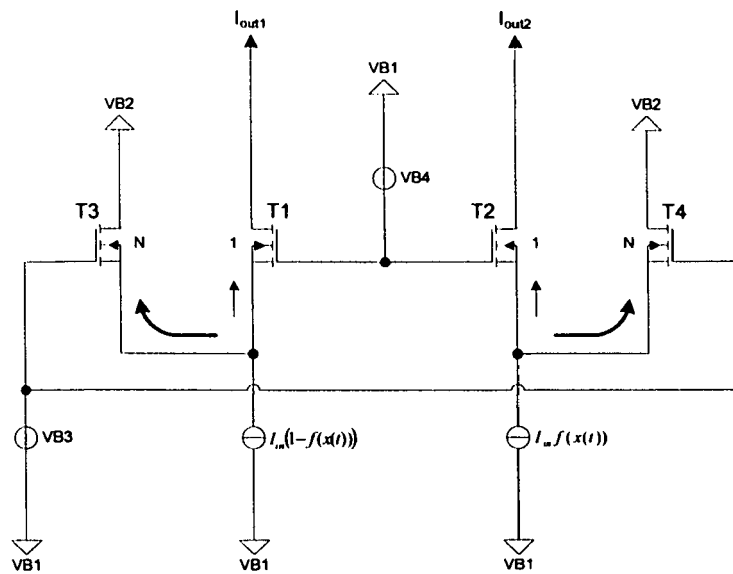 I_out1
I_out2
VB1
VB2
VB2
VB4
T3
T1
T2
T4
N
1
1
N
VB3
I_in(1-f(x(t)))
I_in f(x(t))
VB1
VB1
VB1